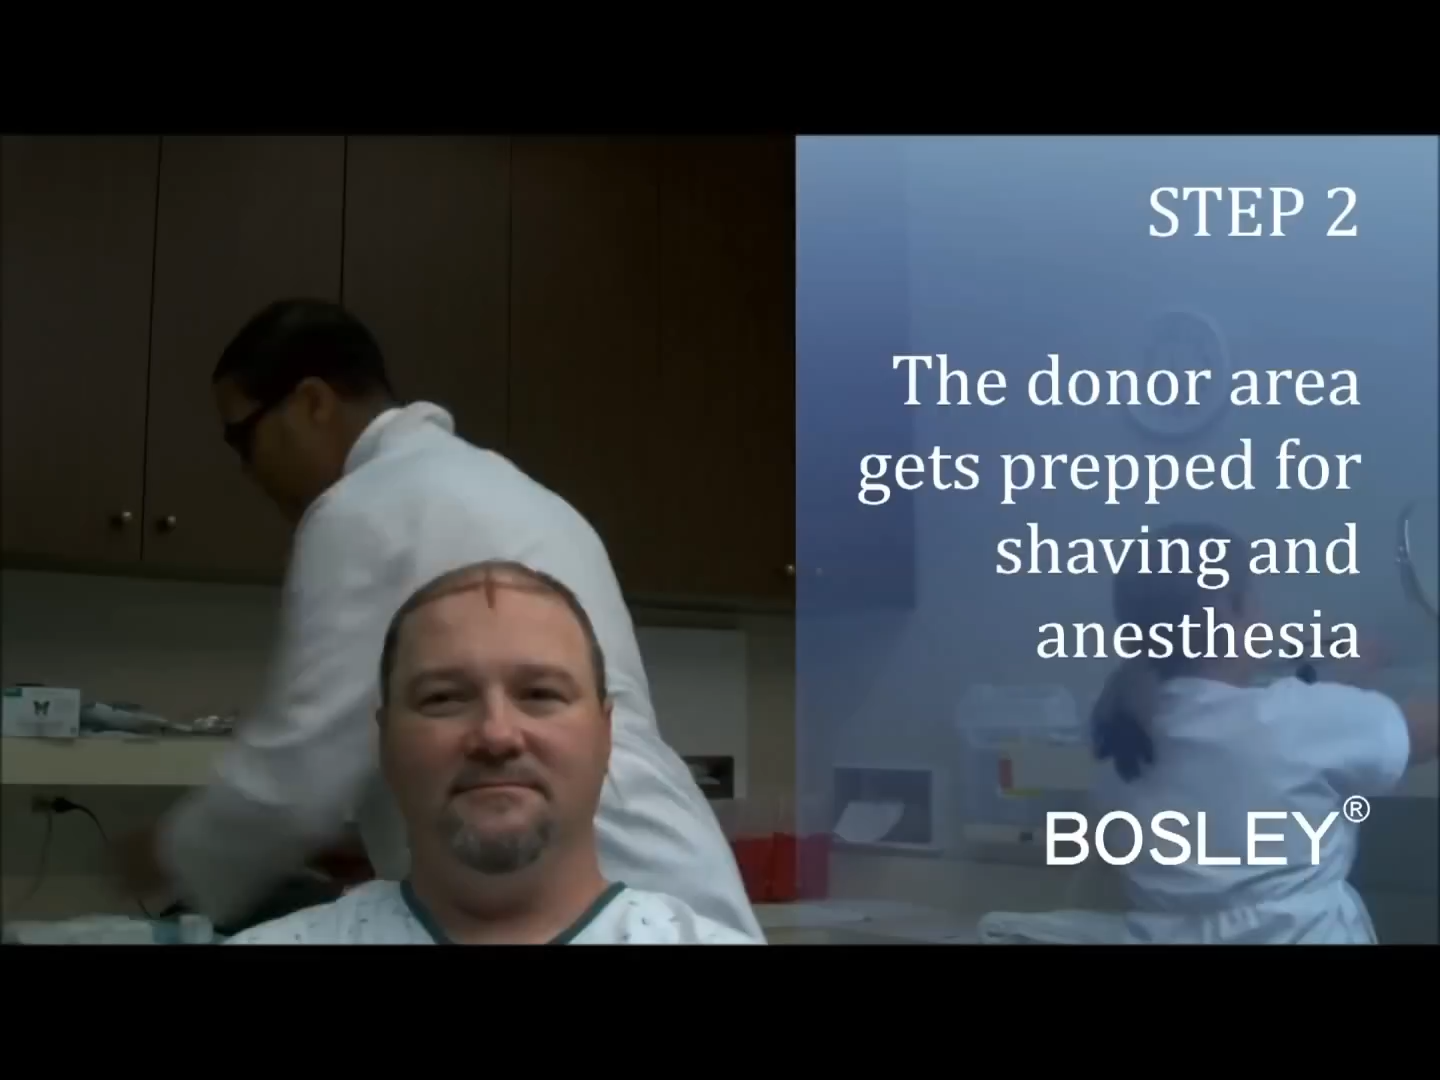 STEP 2
The donor area
gets prepped for
shaving and
anesthesia
BOSLEY®